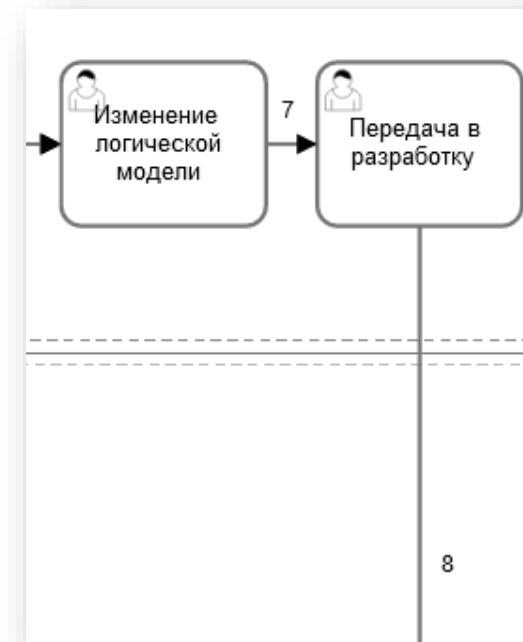 Изменение
логической
модели
7
Передача в
разработку
8